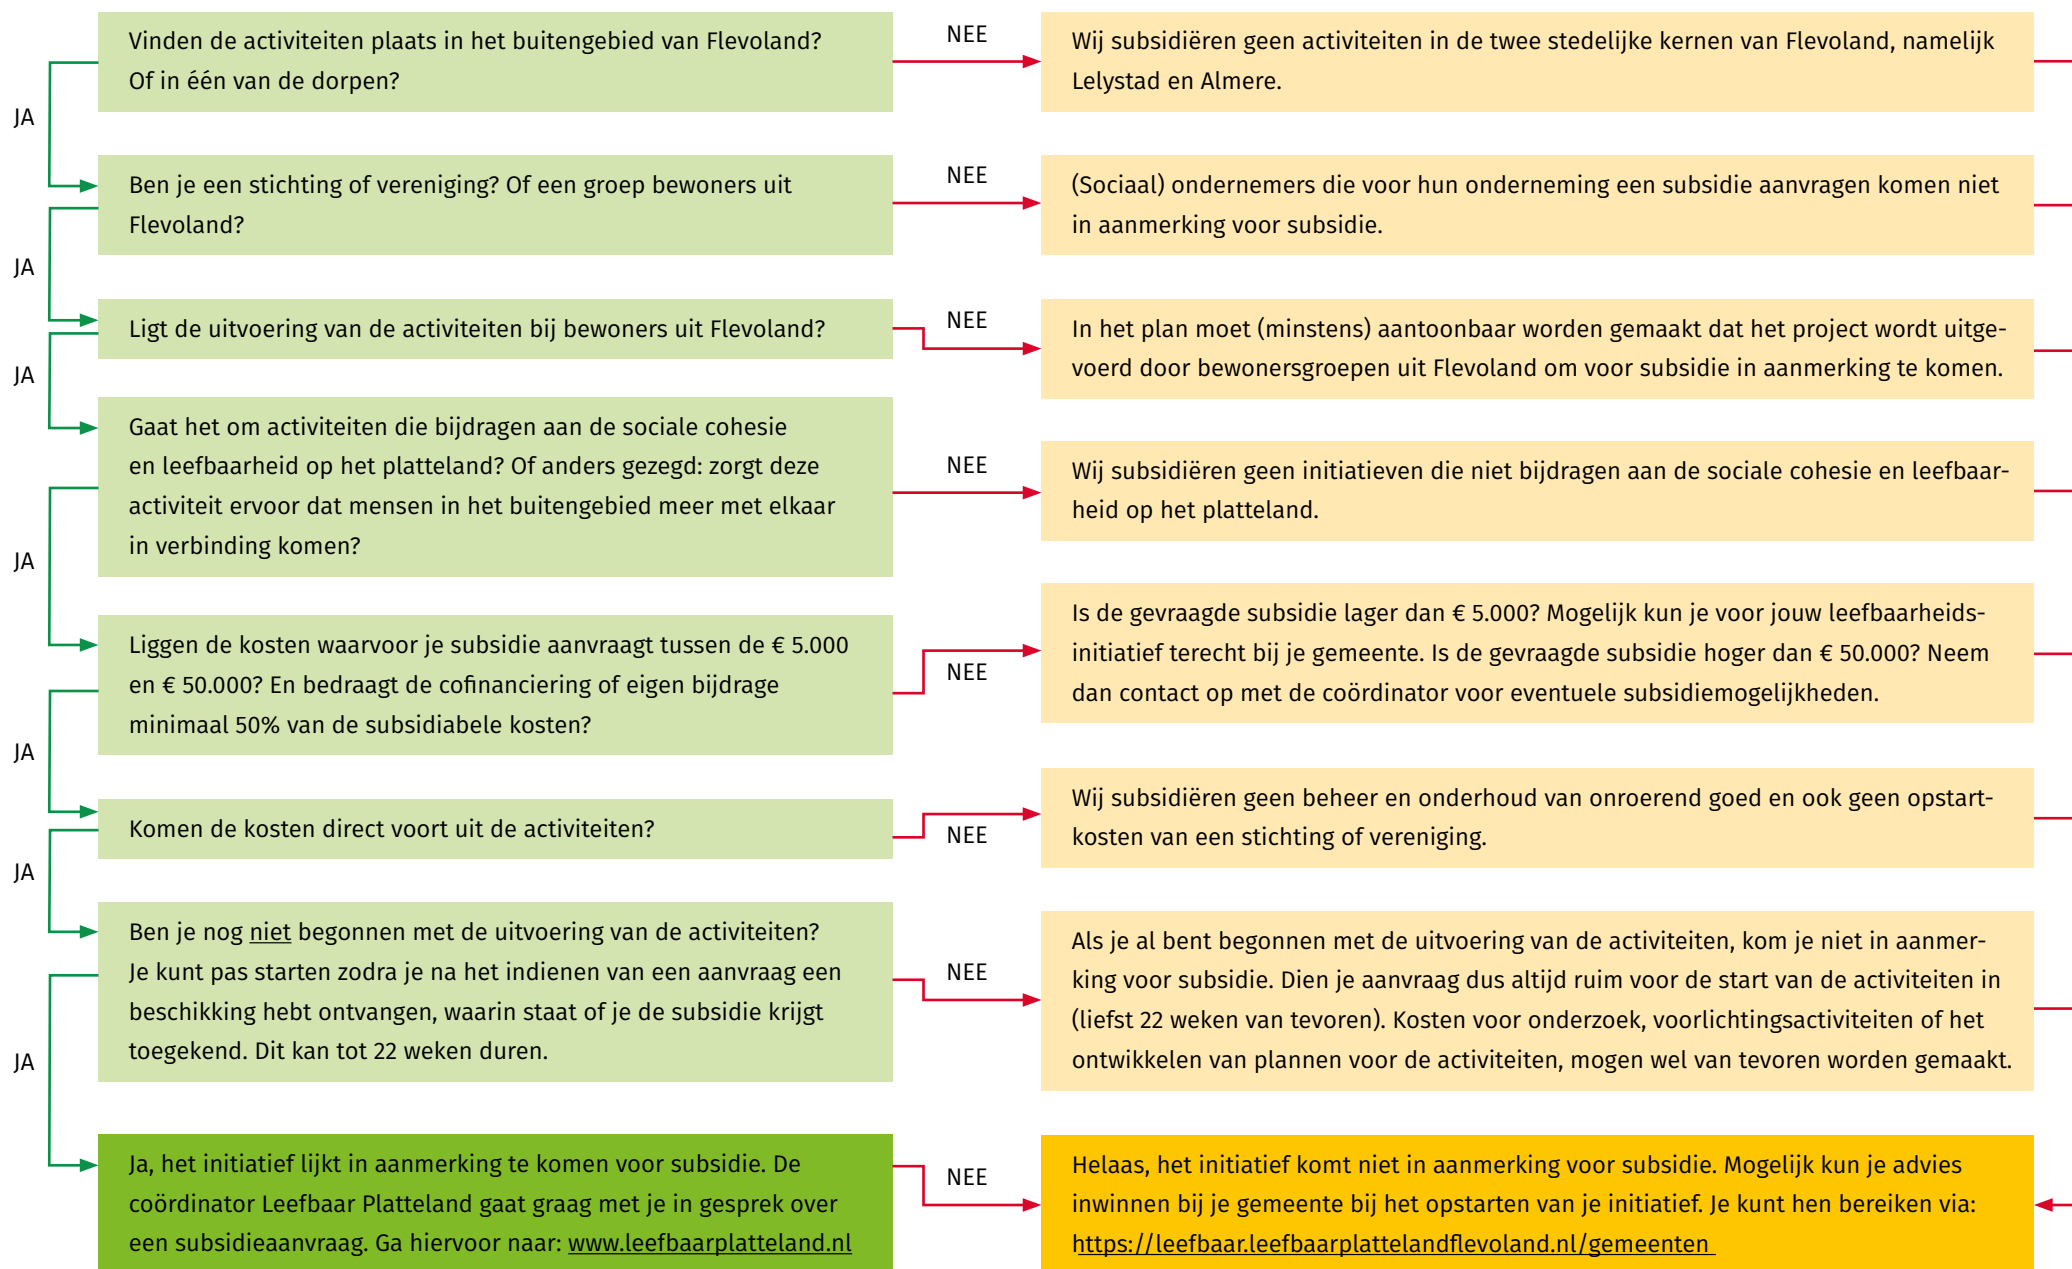 Vinden de activiteiten plaats in het buitengebied van Flevoland?
Of in één van de dorpen?
NEE
Wij subsidiëren geen activiteiten in de twee stedelijke kernen van Flevoland, namelijk
Lelystad en Almere.
JA
Ben je een stichting of vereniging? Of een groep bewoners uit
Flevoland?
NEE
(Sociaal) ondernemers die voor hun onderneming een subsidie aanvragen komen niet
in aanmerking voor subsidie.
JA
Ligt de uitvoering van de activiteiten bij bewoners uit Flevoland?
NEE
In het plan moet (minstens) aantoonbaar worden gemaakt dat het project wordt uitge-
voerd door bewonersgroepen uit Flevoland om voor subsidie in aanmerking te komen.
JA
Gaat het om activiteiten die bijdragen aan de sociale cohesie
en leefbaarheid op het platteland? Of anders gezegd: zorgt deze
activiteit ervoor dat mensen in het buitengebied meer met elkaar
in verbinding komen?
NEE
Wij subsidiëren geen initiatieven die niet bijdragen aan de sociale cohesie en leefbaar-
heid op het platteland.
JA
Liggen de kosten waarvoor je subsidie aanvraagt tussen de € 5.000
en € 50.000? En bedraagt de cofinanciering of eigen bijdrage
minimaal 50% van de subsidiabele kosten?
NEE
Is de gevraagde subsidie lager dan € 5.000? Mogelijk kun je voor jouw leefbaarheids-
initiatief terecht bij je gemeente. Is de gevraagde subsidie hoger dan € 50.000? Neem
dan contact op met de coördinator voor eventuele subsidiemogelijkheden.
JA
Komen de kosten direct voort uit de activiteiten?
NEE
Wij subsidiëren geen beheer en onderhoud van onroerend goed en ook geen opstart-
kosten van een stichting of vereniging.
JA
Ben je nog niet begonnen met de uitvoering van de activiteiten?
Je kunt pas starten zodra je na het indienen van een aanvraag een
beschikking hebt ontvangen, waarin staat of je de subsidie krijgt
toegekend. Dit kan tot 22 weken duren.
NEE
Als je al bent begonnen met de uitvoering van de activiteiten, kom je niet in aanmer-
king voor subsidie. Dien je aanvraag dus altijd ruim voor de start van de activiteiten in
(liefst 22 weken van tevoren). Kosten voor onderzoek, voorlichtingsactiviteiten of het
ontwikkelen van plannen voor de activiteiten, mogen wel van tevoren worden gemaakt.
JA
Ja, het initiatief lijkt in aanmerking te komen voor subsidie. De
coördinator Leefbaar Platteland gaat graag met je in gesprek over
een subsidieaanvraag. Ga hiervoor naar: www.leefbaarplatteland.nl
NEE
Helaas, het initiatief komt niet in aanmerking voor subsidie. Mogelijk kun je advies
inwinnen bij je gemeente bij het opstarten van je initiatief. Je kunt hen bereiken via:
https://leefbaar.leefbaarplattelandflevoland.nl/gemeenten